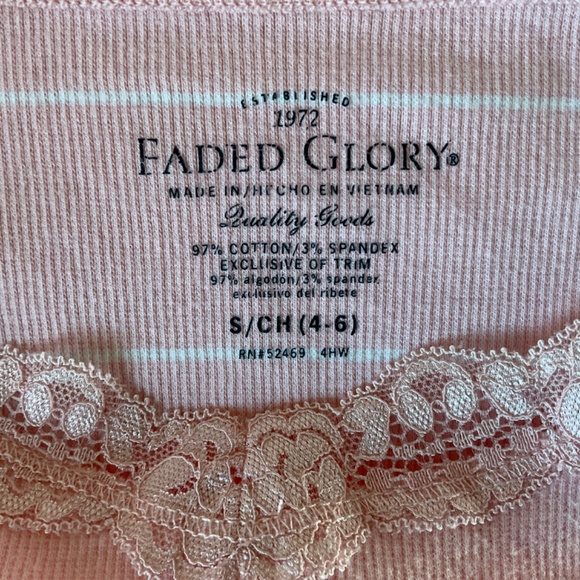 ESTABLISHED
1972
FADED GLORY®
MADE IN/HECHO EN VIETNAM
Quality Goods
97% COTTON/3% SPANDEX
EXCLUSIVE OF TRIM
97% algodón/3% spandex,
exclusivo del ribete
S/CH (4-6)
RN#52469 4HW